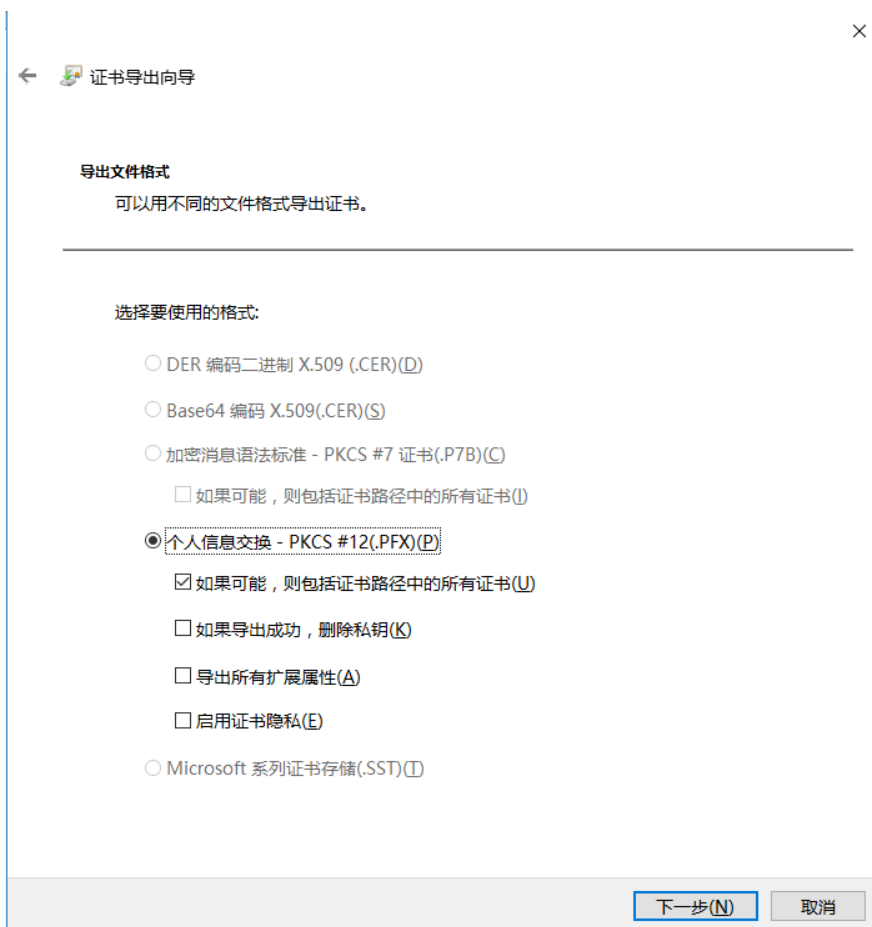 证书导出向导
导出文件格式
可以用不同的文件格式导出证书。
选择要使用的格式:
DER 编码二进制 X.509 (.CER)(D)
Base64 编码 X.509(.CER)(S)
加密消息语法标准 - PKCS #7 证书(.P7B)(C)
如果可能，则包括证书路径中的所有证书(I)
个人信息交换 - PKCS #12(.PFX)(P)
如果可能，则包括证书路径中的所有证书(U)
如果导出成功，删除私钥(K)
导出所有扩展属性(A)
启用证书隐私(E)
Microsoft 系列证书存储(.SST)(T)
下一步(N) 取消